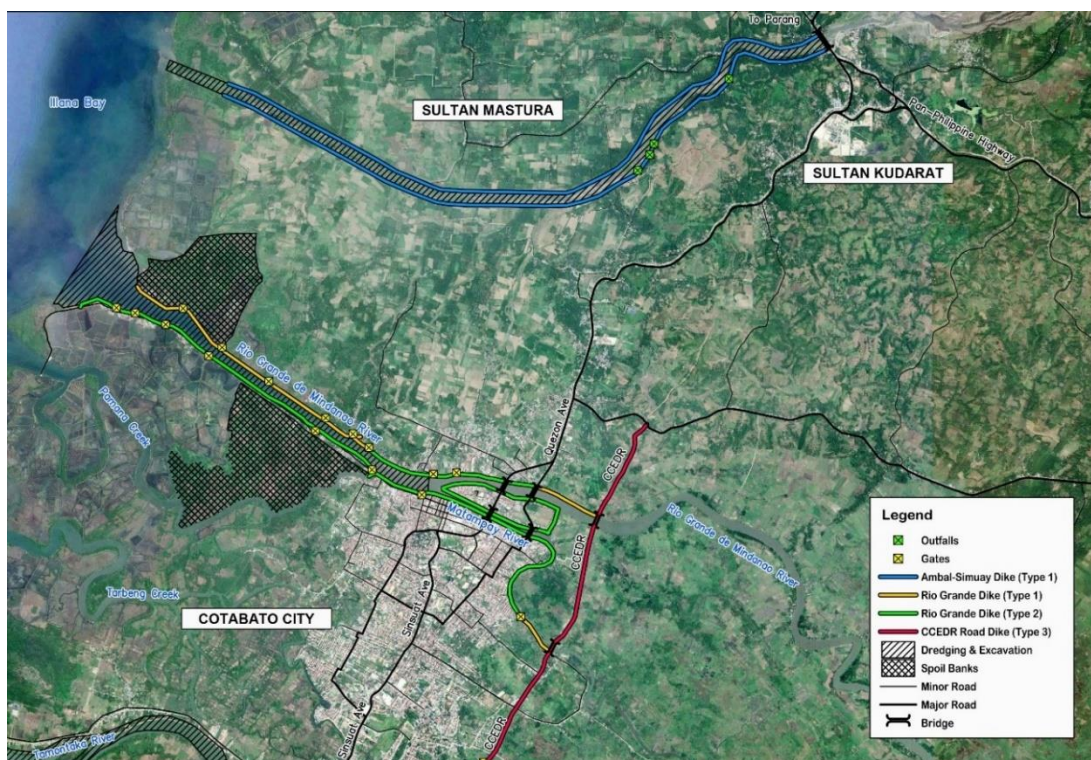 To Parang
Illana Bay
SULTAN MASTURA
Pan-Philippine Highway
SULTAN KUDARAT
Rio Grande de Mindanao River
Pamona Creek
Quezon Ave
CCEDR
Matampay River
CCEDR
Rio Grande de Mindanao River
Tarbeng Creek
COTABATO CITY
Sinsuat Ave
Sinsuat Ave
CCEDR
Tamontaka River
Legend
Outfalls
Gates
Ambal-Simuay Dike (Type 1)
Rio Grande Dike (Type 1)
Rio Grande Dike (Type 2)
CCEDR Road Dike (Type 3)
Dredging & Excavation
Spoil Banks
Minor Road
Major Road
Bridge